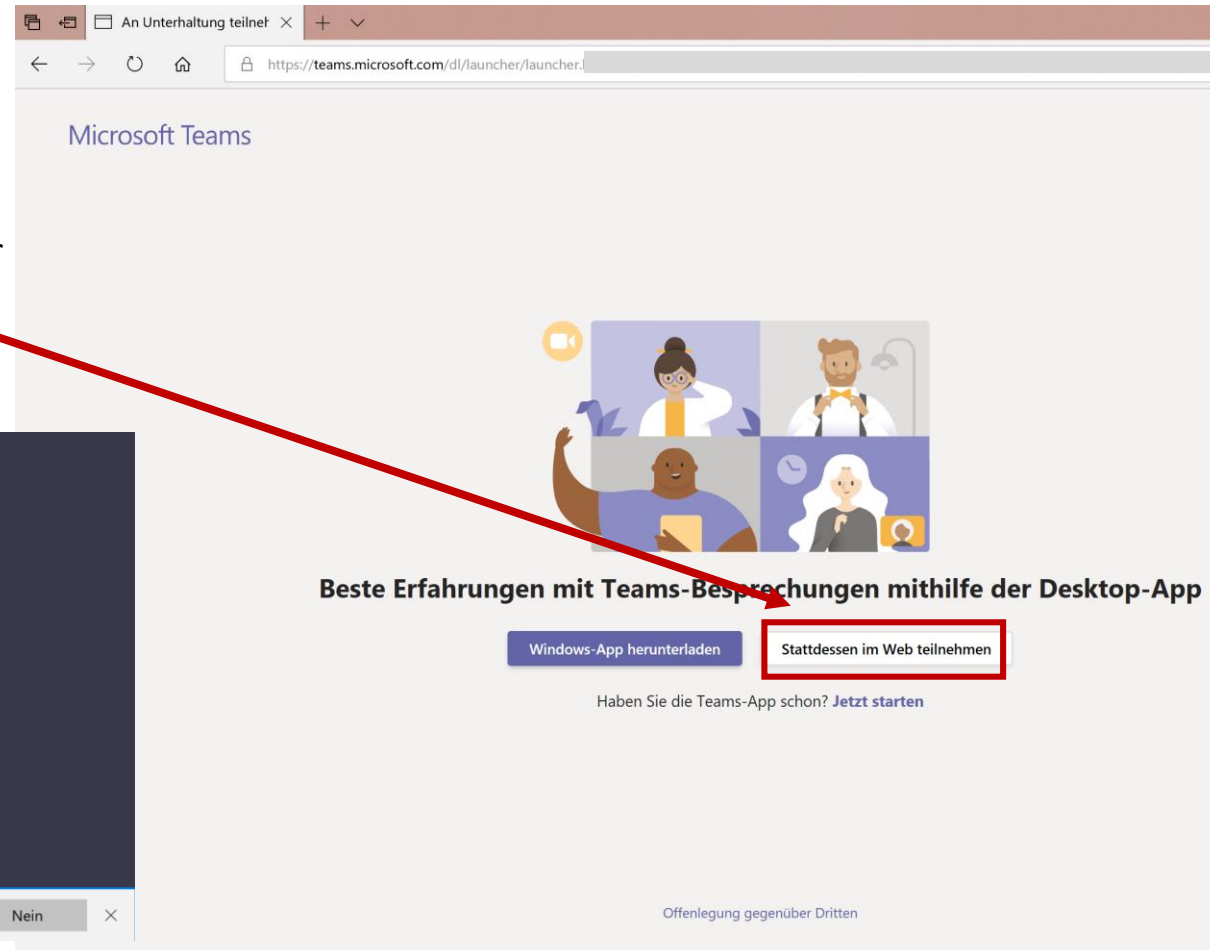 An Unterhaltung teilneh
https://teams.microsoft.com/dl/launcher/launcher.
Microsoft Teams
Beste Erfahrungen mit Teams-Besprechungen mithilfe der Desktop-App
Windows-App herunterladen
Stattdessen im Web teilnehmen
Haben Sie die Teams-App schon? Jetzt starten
Nein
Offenlegung gegenüber Dritten